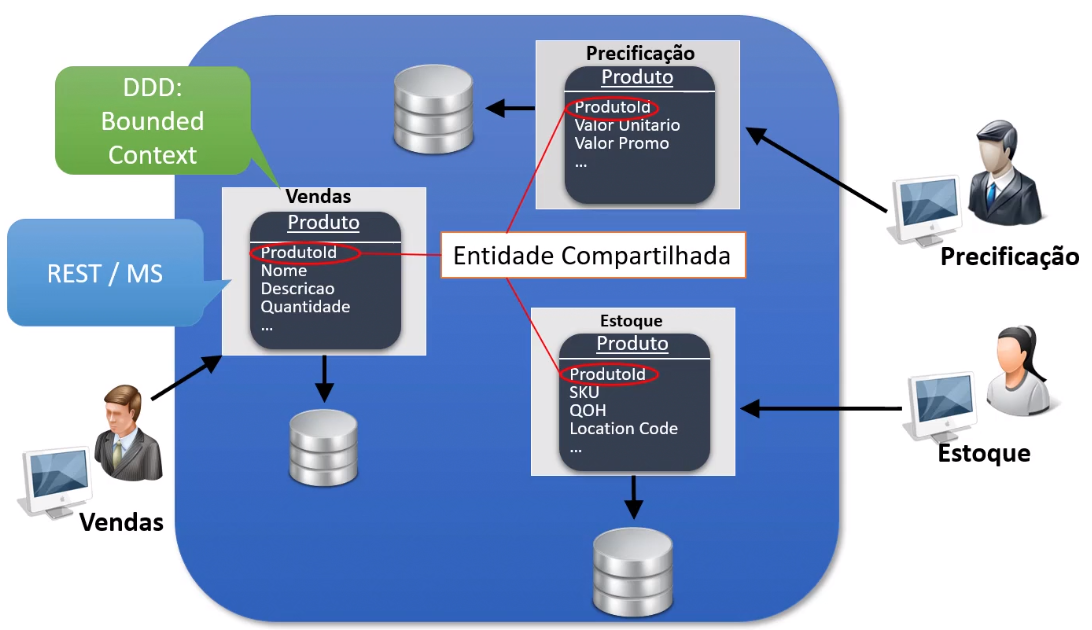 DDD:
Bounded
Context
REST / MS
Vendas
Produto
ProdutoId
Nome
Descricao
Quantidade
...
Precificação
Produto
ProdutoId
Valor Unitario
Valor Promo
...
Entidade Compartilhada
Estoque
Produto
ProdutoId
SKU
QOH
Location Code
...
Vendas
Precificação
Estoque